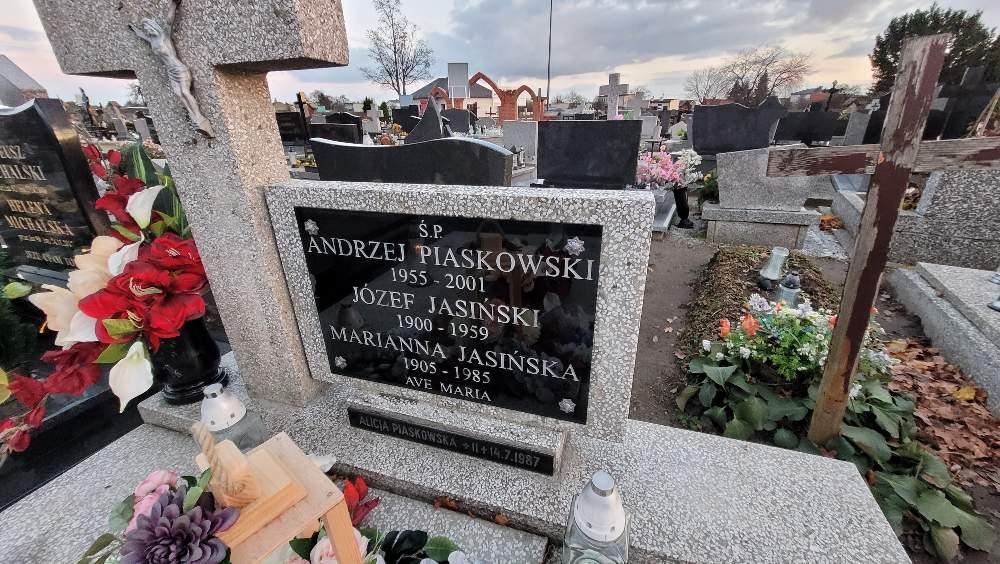 HELENY
Ś.P.
ANDRZEJ PIASKOWSKI
1955 - 2001
JÓZEF JASIŃSKI
1900 - 1959
MARIANNA JASIŃSKA
1905 - 1985
AVE MARIA
ALICJA PIASKOWSKA *11+14.7.1987